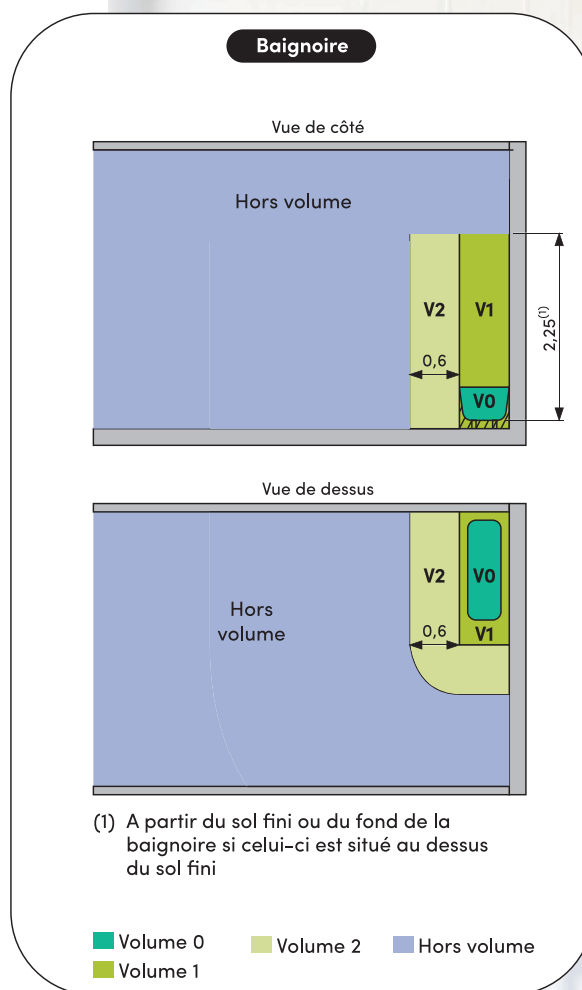 Baignoire
Vue de côté
Hors volume
V2
V1
2,25(1)
0,6
V0
Vue de dessus
V2
V0
Hors
volume
0,6
V1
(1) A partir du sol fini ou du fond de la
baignoire si celui-ci est situé au dessus
du sol fini
Volume 0
Volume 2
Hors volume
Volume 1